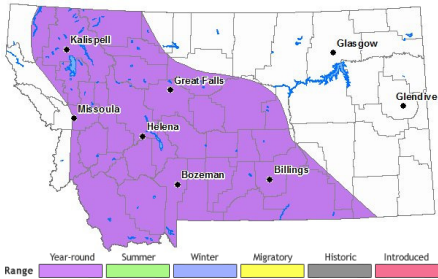 Kalispell
Glasgow
Great Falls
Glendive
Missoula
Helena
Bozeman
Billings
Range Year-round Summer Winter Migratory Historic Introduced